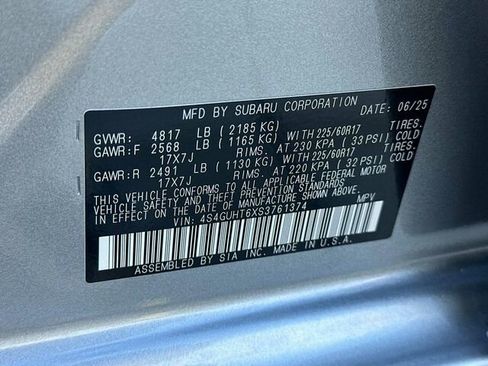 MFD BY SUBARU CORPORATION DATE: 06/25
GVWR: 4817 LB (2185 KG)
GAWR:F 2568 LB (1165 KG) WITH 225/60R17 TIRES.
17X7J RIMS. AT 230 KPA (33 PSI) COLD
GAWR:R 2491 LB (1130 KG) WITH 225/60R17 TIRES.
17X7J RIMS. AT 220 KPA (32 PSI) COLD
THIS VEHICLE CONFORMS TO ALL APPLICABLE FEDERAL MOTOR
VEHICLE SAFETY AND THEFT PREVENTION STANDARDS
IN EFFECT ON THE DATE OF MANUFACTURE SHOWN ABOVE.
VIN: 4S4GUHT6XS3761374 MPV
ASSEMBLED BY SIA INC. MADE IN U.S.A.